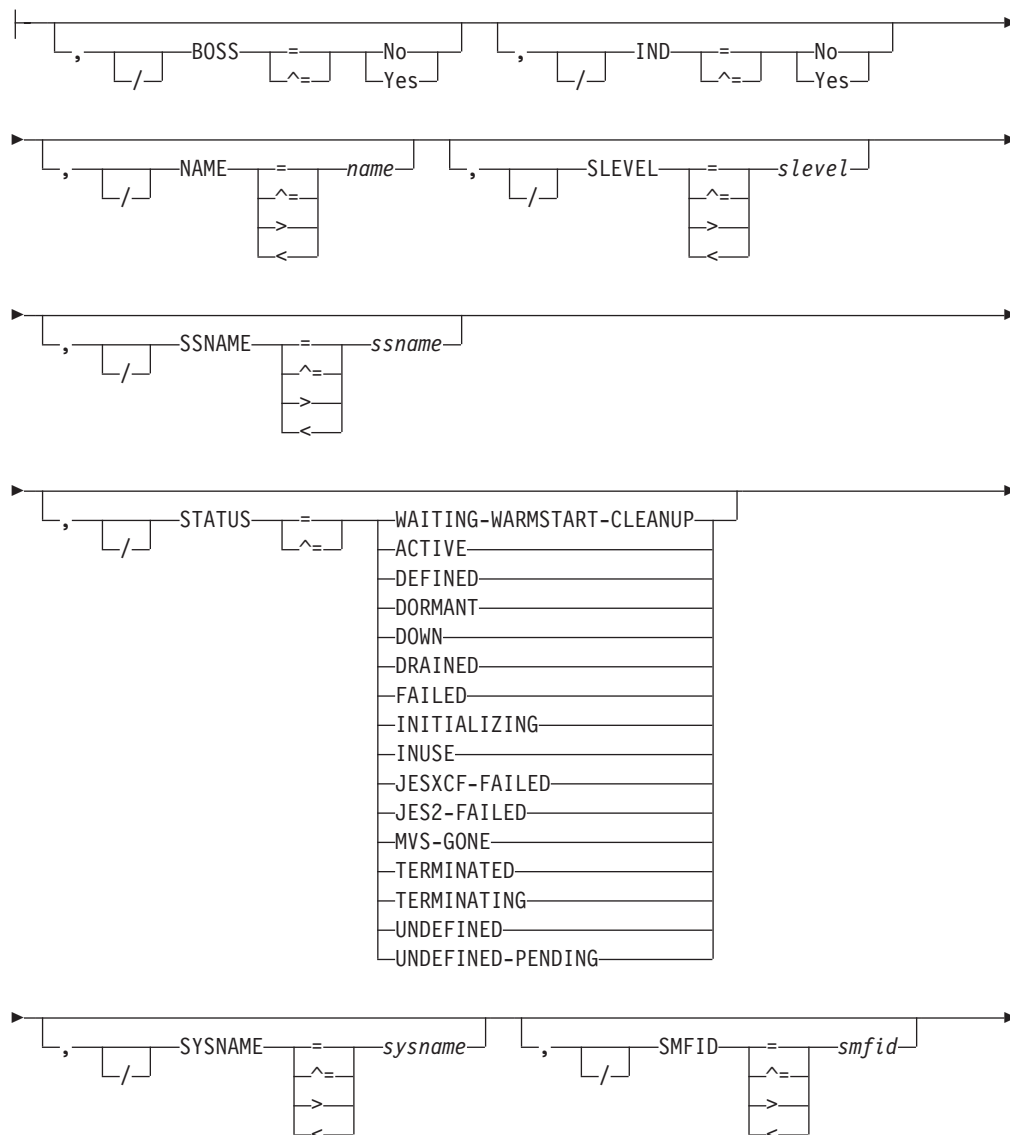 , / BOSS = No , / IND = No
^= Yes ^= Yes
, / NAME = name , / SLEVEL = slevel
^= ^=
> >
< <
, / SSNAME = ssname
^=
>
<
, / STATUS = WAITING-WARMSTART-CLEANUP
^= ACTIVE
DEFINED
DORMANT
DOWN
DRAINED
FAILED
INITIALIZING
INUSE
JESXCF-FAILED
JES2-FAILED
MVS-GONE
TERMINATED
TERMINATING
UNDEFINED
UNDEFINED-PENDING
, / SYSNAME = sysname , / SMFID = smfid
^= ^=
> >
< <